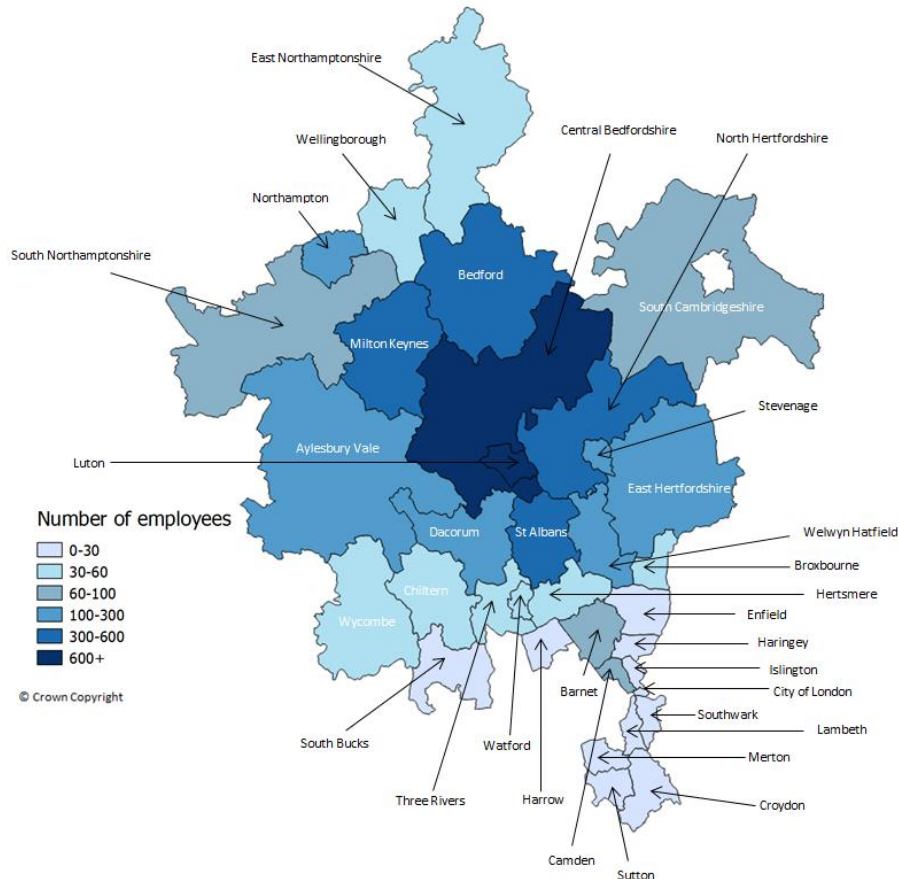 East Northamptonshire
Wellingborough
Central Bedfordshire
North Hertfordshire
Northampton
South Northamptonshire
Bedford
South Cambridgeshire
Milton Keynes
Stevenage
Aylesbury Vale
Luton
East Hertfordshire
Number of employees
0-30
30-60
60-100
100-300
300-600
600+
© Crown Copyright
Dacorum
St Albans
Welwyn Hatfield
Broxbourne
Chiltern
Hertsmere
Wycombe
Enfield
Haringey
Islington
Barnet
City of London
Southwark
South Bucks
Watford
Lambeth
Merton
Three Rivers
Harrow
Croydon
Camden
Sutton